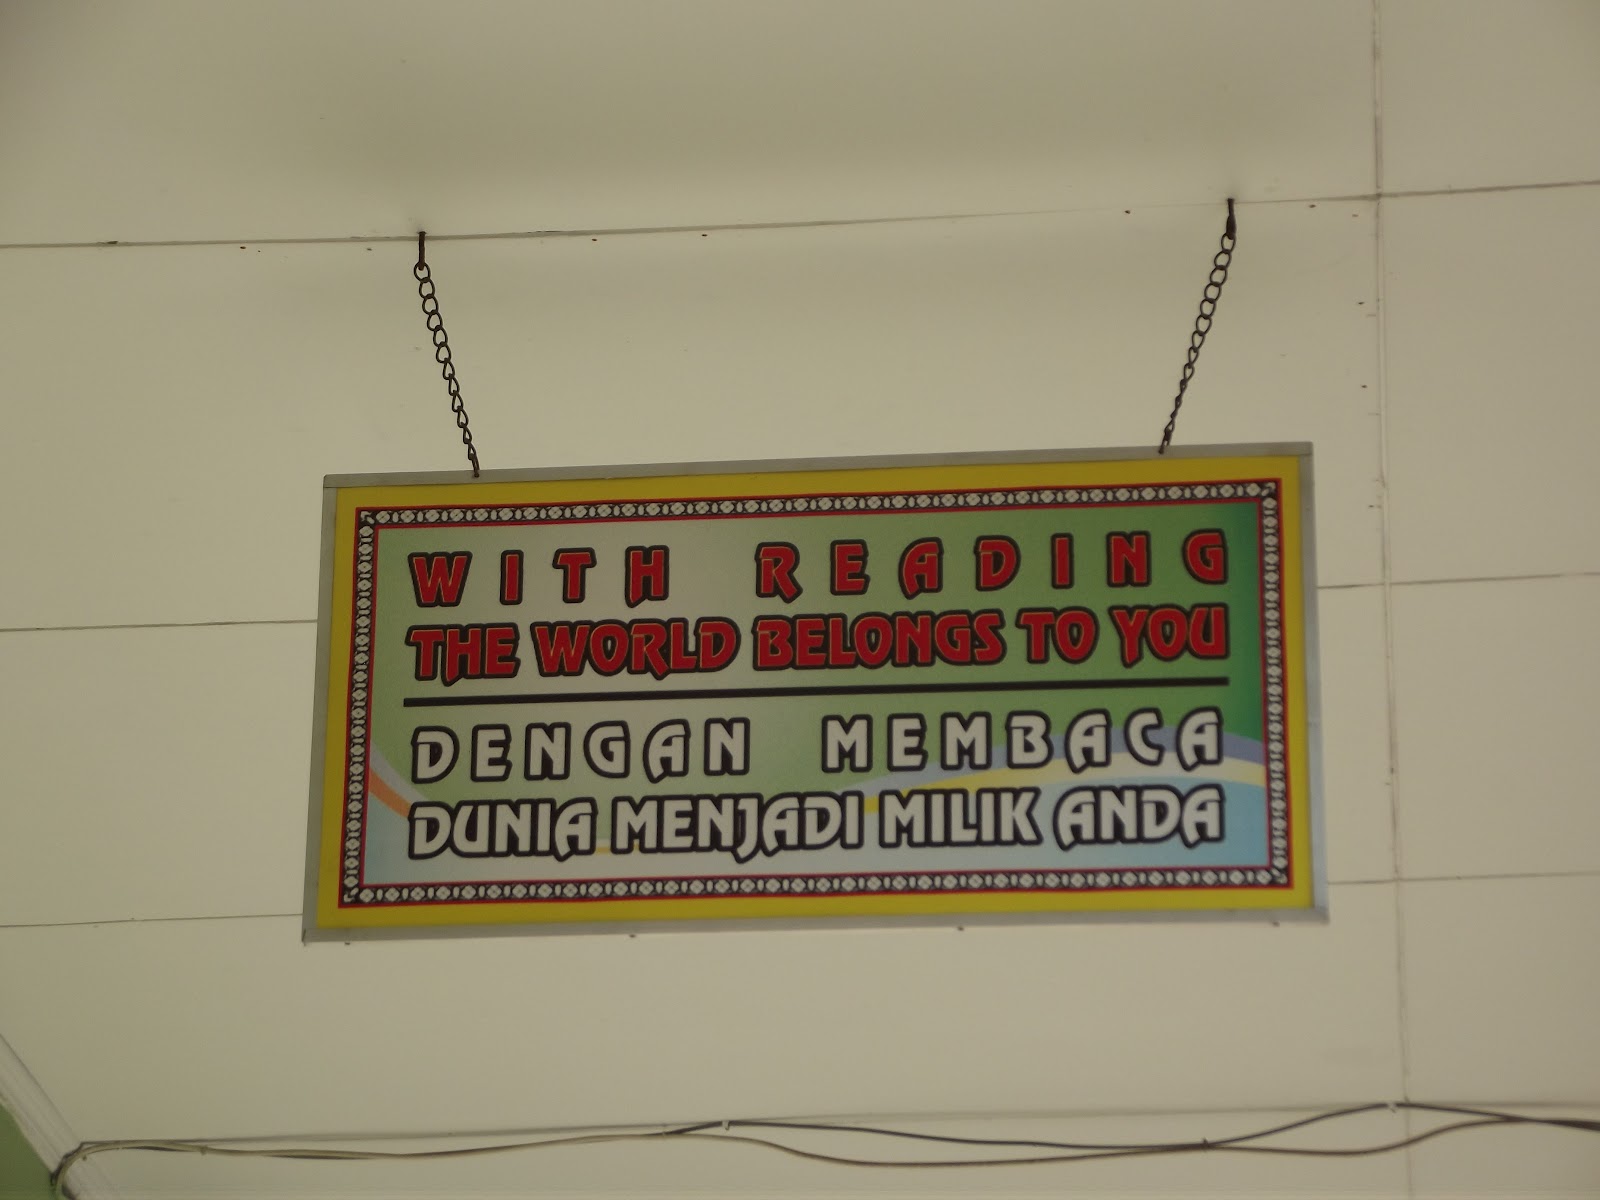 WITH READING
THE WORLD BELONGS TO YOU
DENGAN MEMBACA
DUNIA MENJADI MILIK ANDA